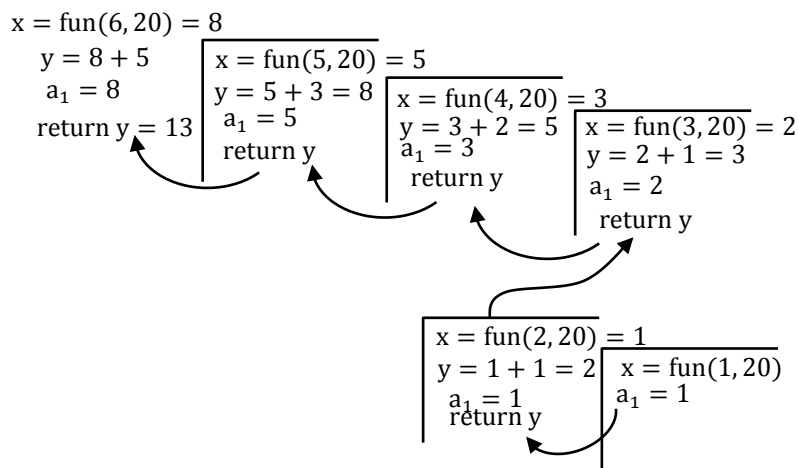 x = fun(6, 20) = 8
y = 8 + 5
a₁ = 8
return y = 13
x = fun(5, 20) = 5
y = 5 + 3 = 8
a₁ = 5
return y
x = fun(4, 20) = 3
y = 3 + 2 = 5
a₁ = 3
return y
x = fun(3, 20) = 2
y = 2 + 1 = 3
a₁ = 2
return y
x = fun(2, 20) = 1
y = 1 + 1 = 2
a₁ = 1
return y
x = fun(1, 20)
a₁ = 1